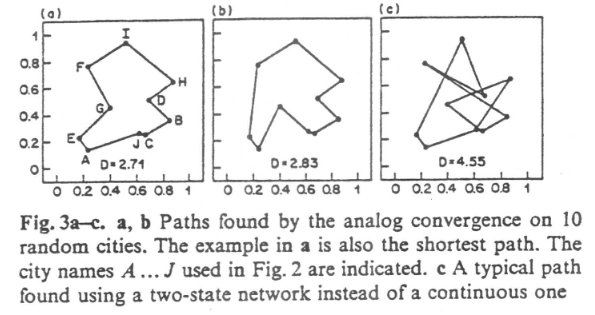 (a) (b) (c)
1 I
0.8 F H
0.6 D
0.4 G B
0.2 E J C
0 A D=2.71 D=2.83 D=4.55
0 0.2 0.4 0.6 0.8 1 0 0.2 0.4 0.6 0.8 1 0 0.2 0.4 0.6 0.8 1
Fig. 3a–c. a, b Paths found by the analog convergence on 10
random cities. The example in a is also the shortest path. The
city names A ... J used in Fig. 2 are indicated. c A typical path
found using a two-state network instead of a continuous one